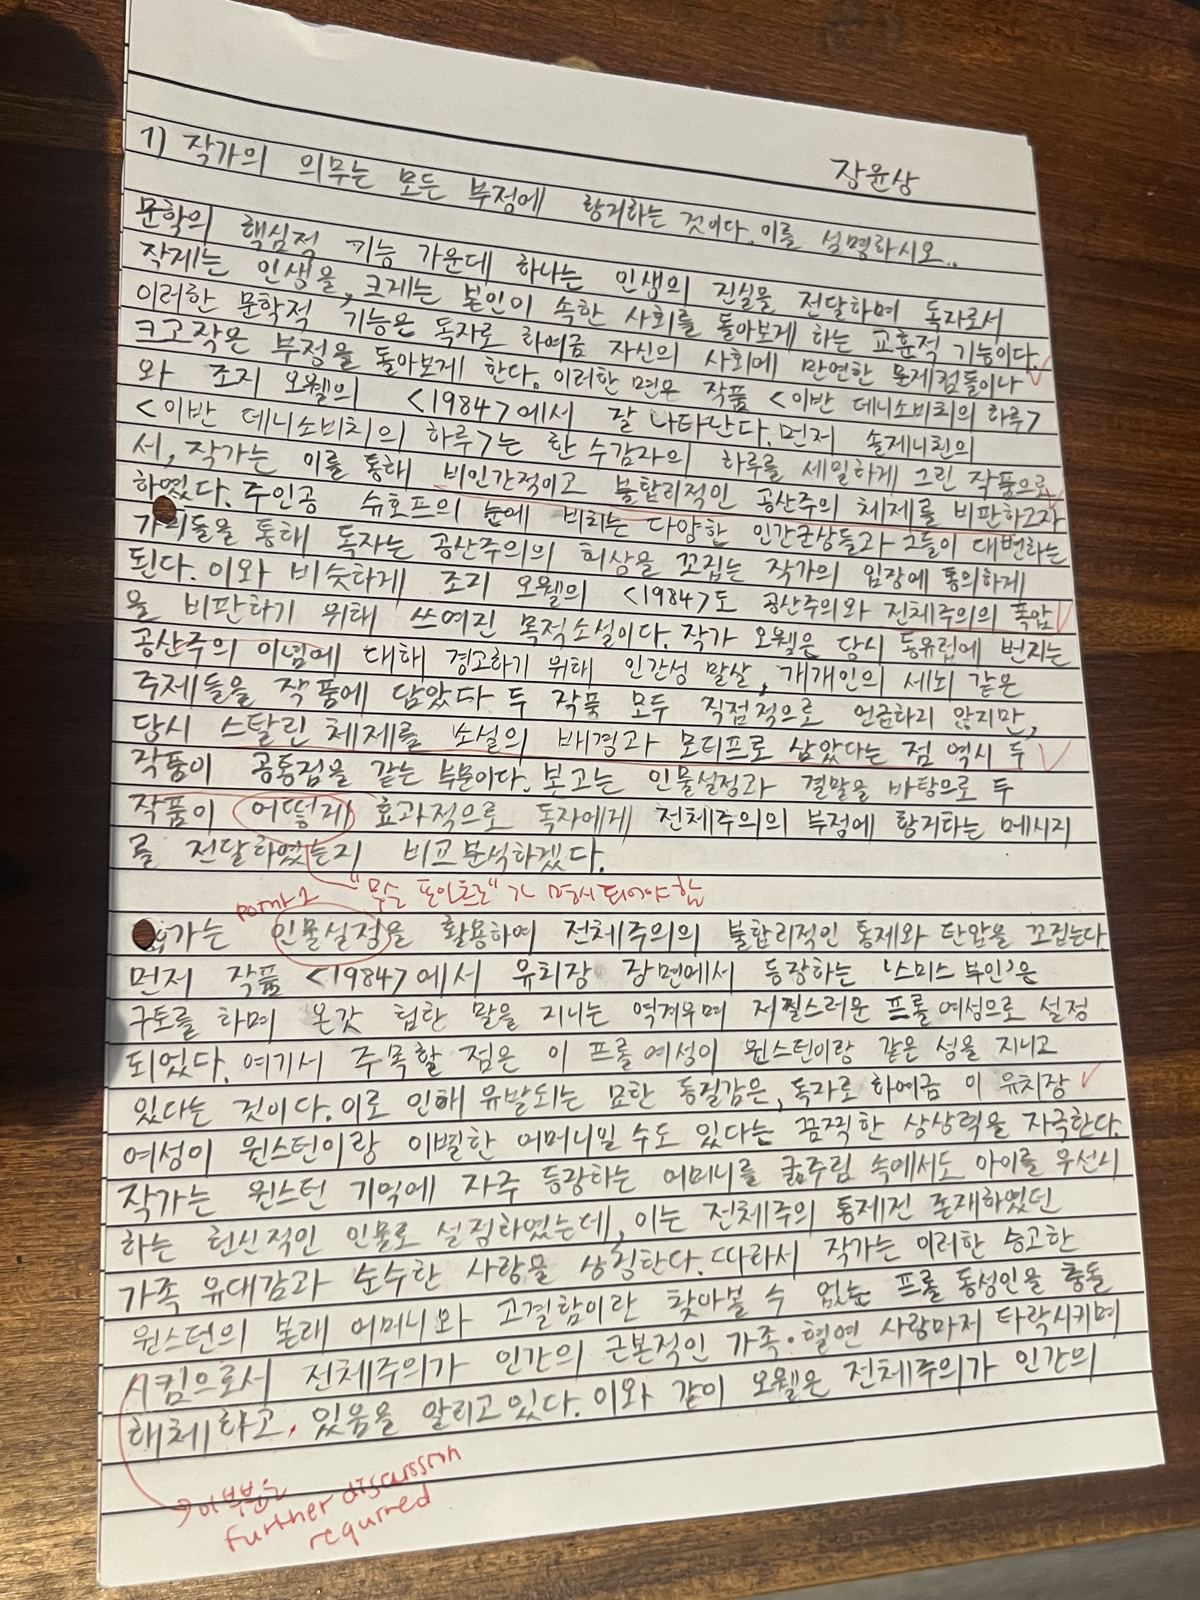 장윤상
1) 작가의 의무는 모든 부정에 항거하는 것이다. 이를 설명하시오..
문학의 핵심적 기능 가운데 하나는 인생의 진실을 전달하며 독자로서
작게는 인생을, 크게는 본인이 속한 사회를 돌아보게 하는 교훈적 기능이다.
이러한 문학적 기능은 독자로 하여금 자신의 사회에 만연한 문제점들이나
크고작은 부정을 돌아보게 한다. 이러한 면은 작품 <이반 데니소비치의 하루>
와 조지 오웰의 <1984>에서 잘 나타난다. 먼저 솔제니친의
<이반 데니소비치의 하루>는 한 수감자의 하루를 세밀하게 그린 작품으로
서, 작가는 이를 통해 비인간적이고 불합리적인 공산주의 체제를 비판하고자
하였다. 주인공 슈호프의 눈에 비치는 다양한 인간군상들과 그들이 대변하는
가치들을 통해 독자는 공산주의의 허상을 꼬집는 작가의 입장에 동의하게
된다. 이와 비슷하게 조지 오웰의 <1984>도 공산주의와 전체주의의 폭압
을 비판하기 위해 쓰여진 목적소설이다. 작가 오웰은 당시 동유럽에 번지는
공산주의 이념에 대해 경고하기 위해 인간성 말살, 개개인의 세뇌 같은
주제들을 작품에 담았다 두 작품 모두 직접적으로 언급하지 않지만,
당시 스탈린 체제를 소설의 배경과 모티프로 삼았다는 점 역시 두
작품이 공통점을 같는 부문이다. 보고는 인물설정과 결말을 바탕으로 두
작품이 어떻게 효과적으로 독자에게 전체주의의 부정에 항거하는 메시지
를 전달하였는지 비교분석하겠다.
"무슨 포인트로"가 명시되어야 함
point 1
작가는 인물설정을 활용하여 전체주의의 불합리적인 통제와 탄압을 꼬집는다.
먼저 작품 <1984>에서 유치장 장면에서 등장하는 '스미스 부인'은
구토를 하며 온갖 험한 말을 지니는 역겨우며 저질스러운 프롤 여성으로 설정
되었다. 여기서 주목할 점은 이 프롤 여성이 윈스턴이랑 같은 성을 지니고
있다는 것이다. 이로 인해 유발되는 묘한 동질감은, 독자로 하여금 이 유치장
여성이 윈스턴이랑 이별한 어머니일 수도 있다는 끔찍한 상상력을 자극한다.
작가는 윈스턴 기억에 자주 등장하는 어머니를 굶주림 속에서도 아이를 우선시
하는 헌신적인 인물로 설정하였는데, 이는 전체주의 통제전 존재하였던
가족 유대감과 순수한 사랑을 상징한다. 따라서 작가는 이러한 숭고한
윈스턴의 본래 어머니와 고결함이란 찾아볼 수 없는 프롤 동성인을 충돌
시킴으로서 전체주의가 인간의 근본적인 가족·혈연 사랑마저 타락시키며
해체하고, 있음을 알리고 있다. 이와 같이 오웰은 전체주의가 인간의
→이 부분은
further discussion
required